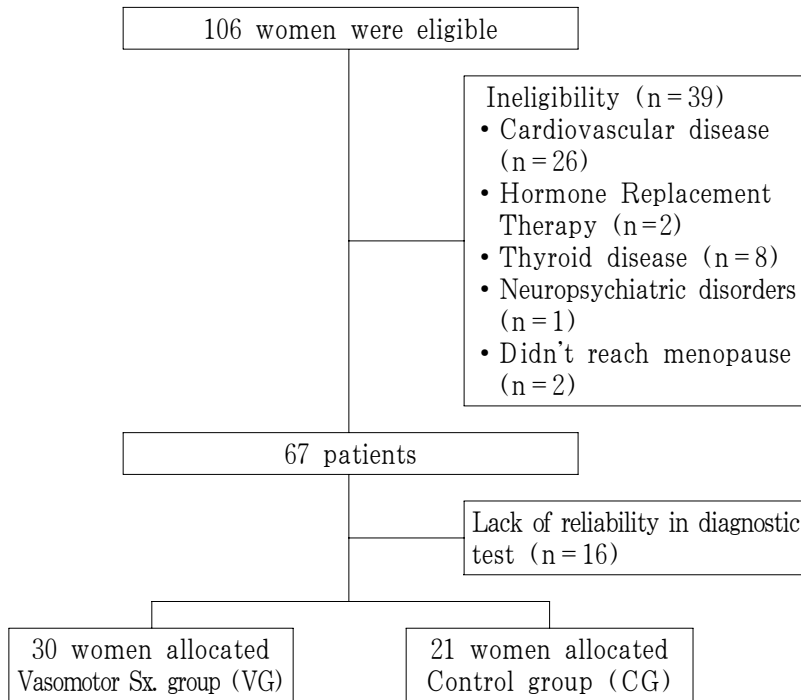 106 women were eligible
Ineligibility (n=39)
• Cardiovascular disease
(n=26)
• Hormone Replacement
Therapy (n=2)
• Thyroid disease (n=8)
• Neuropsychiatric disorders
(n=1)
• Didn't reach menopause
(n=2)
67 patients
Lack of reliability in diagnostic
test (n=16)
30 women allocated
Vasomotor Sx. group (VG)
21 women allocated
Control group (CG)